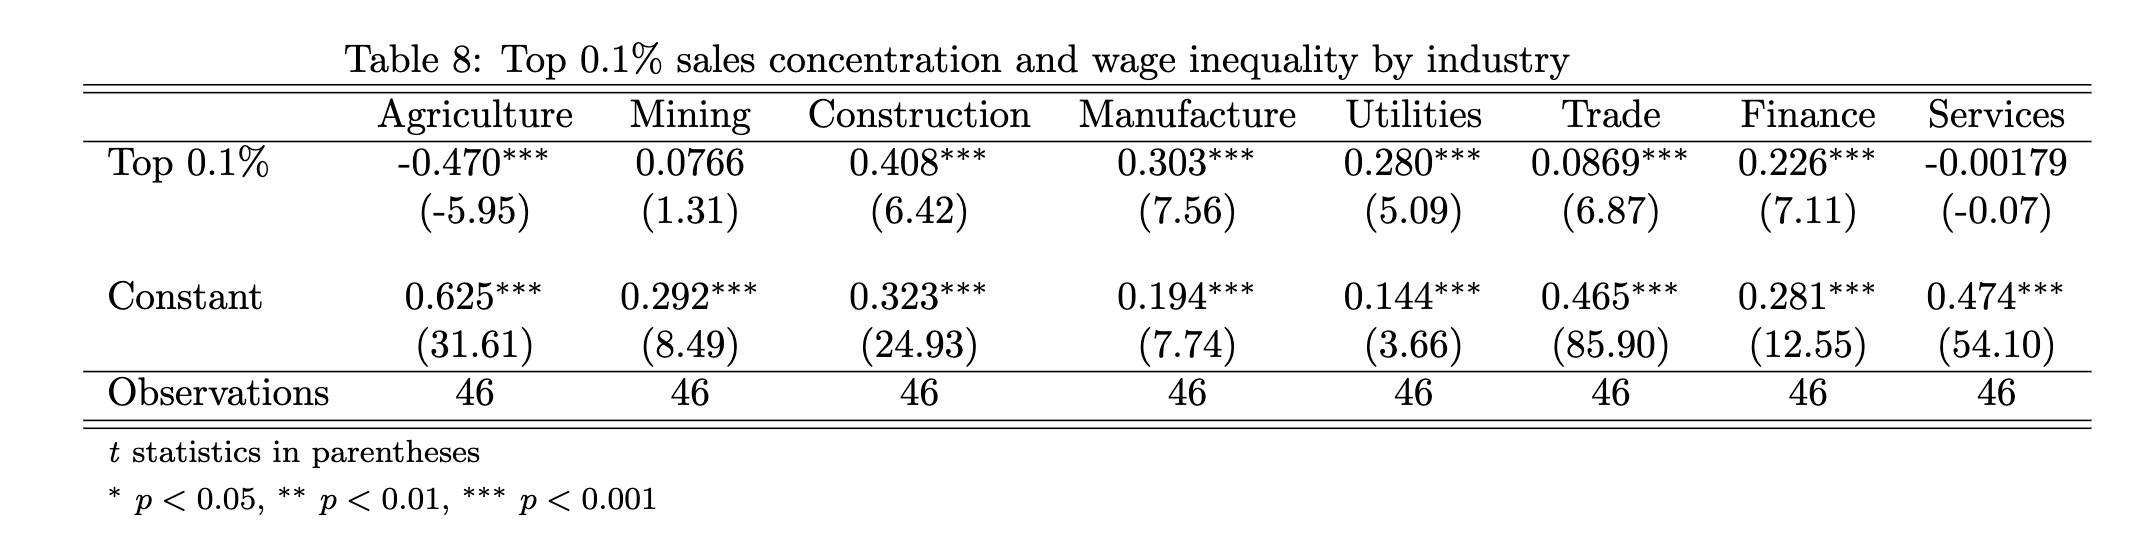 Table 8: Top 0.1% sales concentration and wage inequality by industry
Agriculture Mining Construction Manufacture Utilities Trade Finance Services
Top 0.1% -0.470*** 0.0766 0.408*** 0.303*** 0.280*** 0.0869*** 0.226*** -0.00179
(-5.95) (1.31) (6.42) (7.56) (5.09) (6.87) (7.11) (-0.07)
Constant 0.625*** 0.292*** 0.323*** 0.194*** 0.144*** 0.465*** 0.281*** 0.474***
(31.61) (8.49) (24.93) (7.74) (3.66) (85.90) (12.55) (54.10)
Observations 46 46 46 46 46 46 46 46
t statistics in parentheses
* p < 0.05, ** p < 0.01, *** p < 0.001